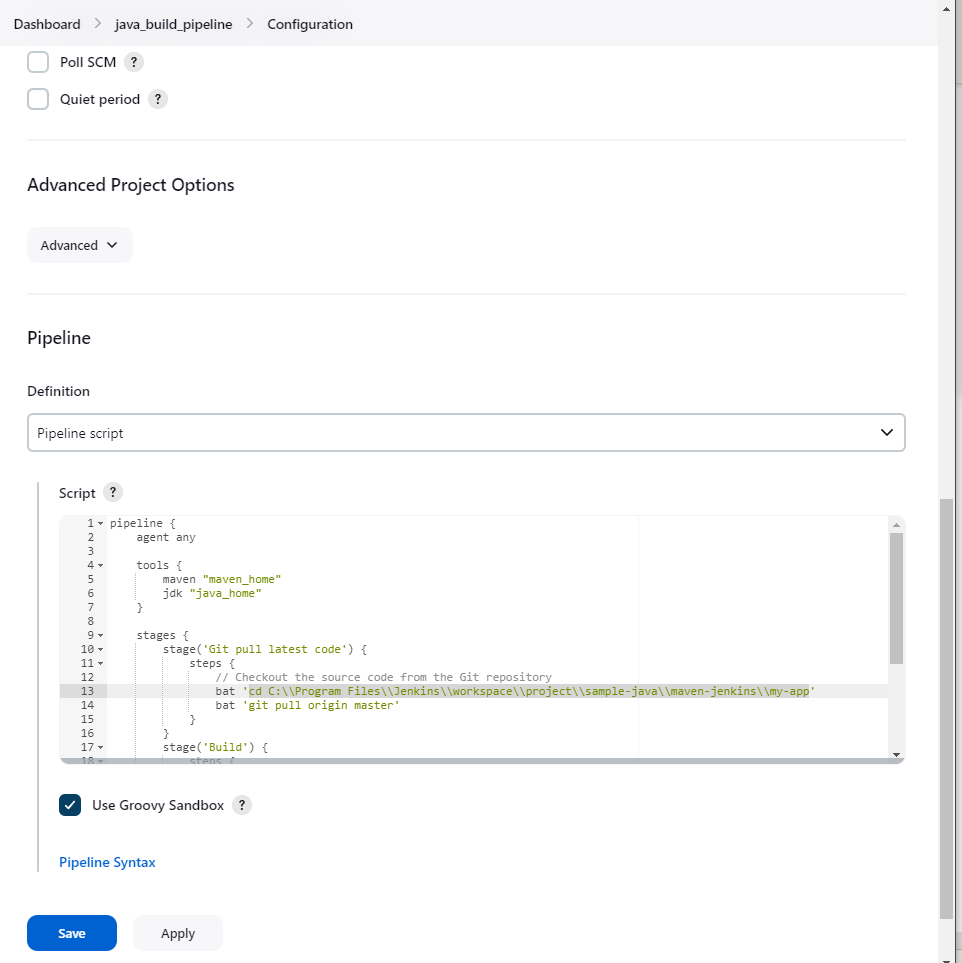 Dashboard > java_build_pipeline > Configuration
Poll SCM ?
Quiet period ?
Advanced Project Options
Advanced
Pipeline
Definition
Pipeline script
Script ?
1 pipeline {
2     agent any
3
4     tools {
5         maven "maven_home"
6         jdk "java_home"
7     }
8
9     stages {
10         stage('Git pull latest code') {
11             steps {
12                 // Checkout the source code from the Git repository
13                 bat 'cd C:\\Program Files\\Jenkins\\workspace\\project\\sample-java\\maven-jenkins\\my-app'
14                 bat 'git pull origin master'
15             }
16         }
17         stage('Build') {
18             steps {
Use Groovy Sandbox ?
Pipeline Syntax
Save Apply